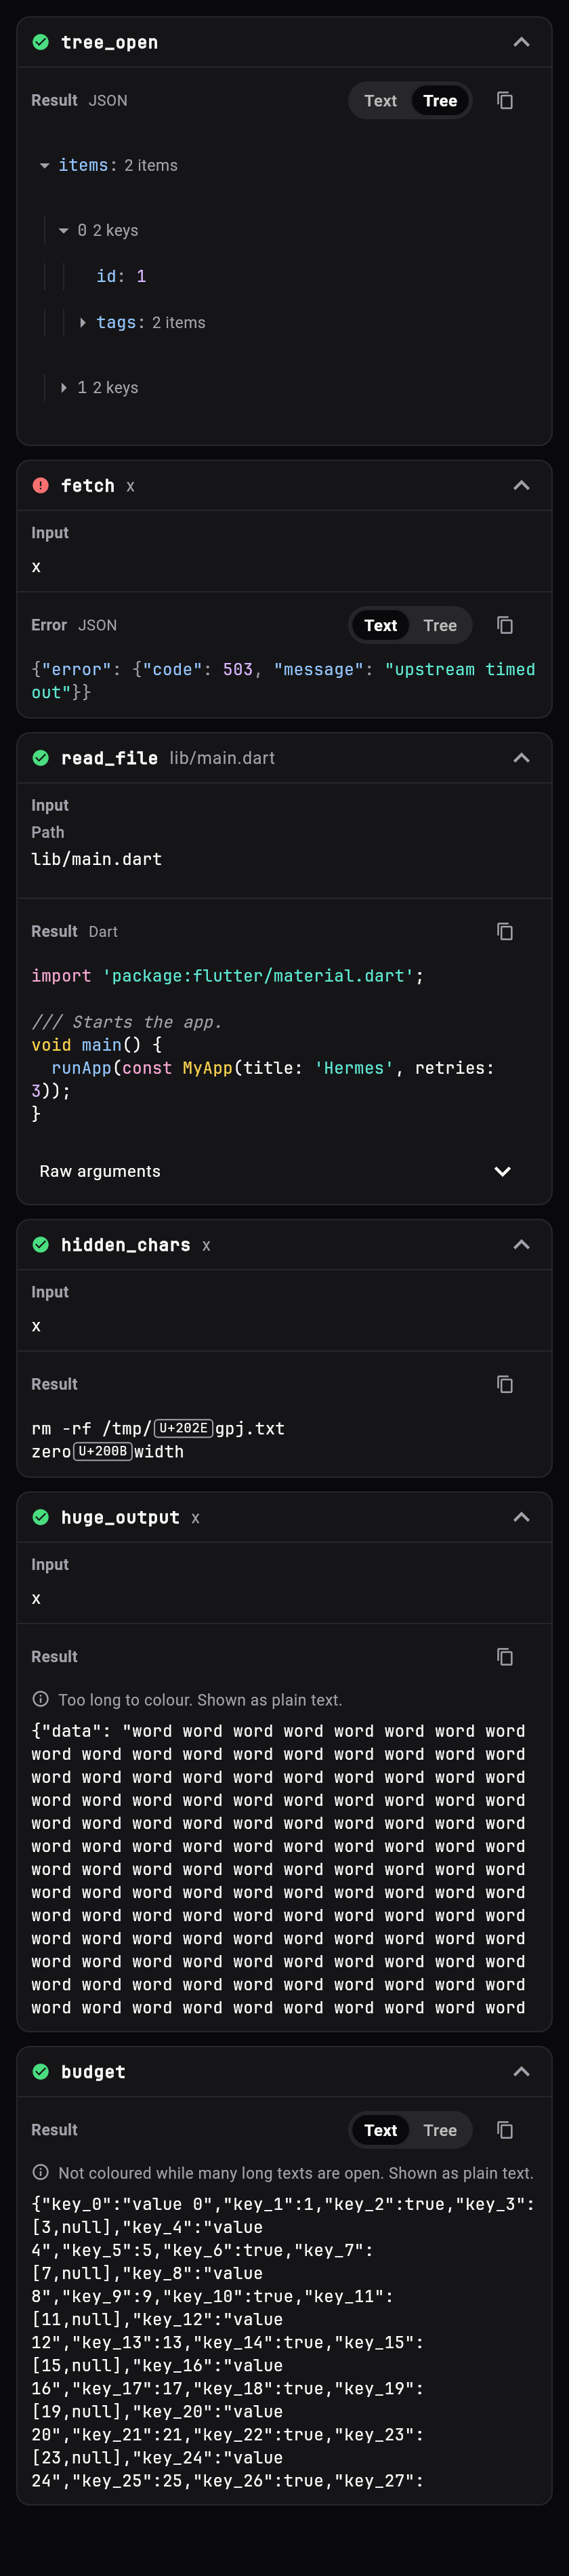 tree_open
Result JSON Text Tree
items: 2 items
0 2 keys
id: 1
tags: 2 items
1 2 keys
fetch x
Input
x
Error JSON Text Tree
{"error": {"code": 503, "message": "upstream timed
out"}}
read_file lib/main.dart
Input
Path
lib/main.dart
Result Dart
import 'package:flutter/material.dart';
/// Starts the app.
void main() {
runApp(const MyApp(title: 'Hermes', retries:
3));
}
Raw arguments
hidden_chars x
Input
x
Result
rm -rf /tmp/U+202Egpj.txt
zeroU+200Bwidth
huge_output x
Input
x
Result
Too long to colour. Shown as plain text.
{"data": "word word word word word word word word
word word word word word word word word word word
word word word word word word word word word word
word word word word word word word word word word
word word word word word word word word word word
word word word word word word word word word word
word word word word word word word word word word
word word word word word word word word word word
word word word word word word word word word word
word word word word word word word word word word
word word word word word word word word word word
word word word word word word word word word word
word word word word word word word word word word
budget
Result Text Tree
Not coloured while many long texts are open. Shown as plain text.
{"key_0":"value 0","key_1":1,"key_2":true,"key_3":
[3,null],"key_4":"value
4","key_5":5,"key_6":true,"key_7":
[7,null],"key_8":"value
8","key_9":9,"key_10":true,"key_11":
[11,null],"key_12":"value
12","key_13":13,"key_14":true,"key_15":
[15,null],"key_16":"value
16","key_17":17,"key_18":true,"key_19":
[19,null],"key_20":"value
20","key_21":21,"key_22":true,"key_23":
[23,null],"key_24":"value
24","key_25":25,"key_26":true,"key_27":